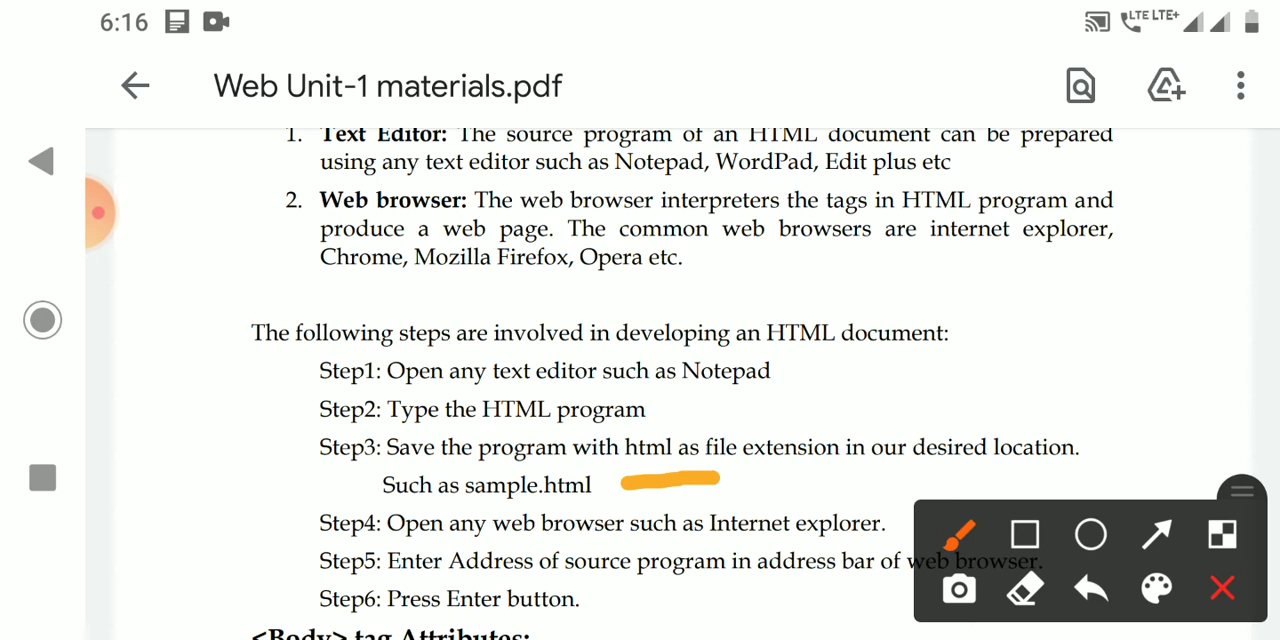 6:16
LTE LTE+
Web Unit-1 materials.pdf
1. Text Editor: The source program of an HTML document can be prepared
using any text editor such as Notepad, WordPad, Edit plus etc
2. Web browser: The web browser interpreters the tags in HTML program and
produce a web page. The common web browsers are internet explorer,
Chrome, Mozilla Firefox, Opera etc.
The following steps are involved in developing an HTML document:
Step1: Open any text editor such as Notepad
Step2: Type the HTML program
Step3: Save the program with html as file extension in our desired location.
Such as sample.html
Step4: Open any web browser such as Internet explorer.
Step5: Enter Address of source program in address bar of web browser.
Step6: Press Enter button.
<Body> tag Attributes: